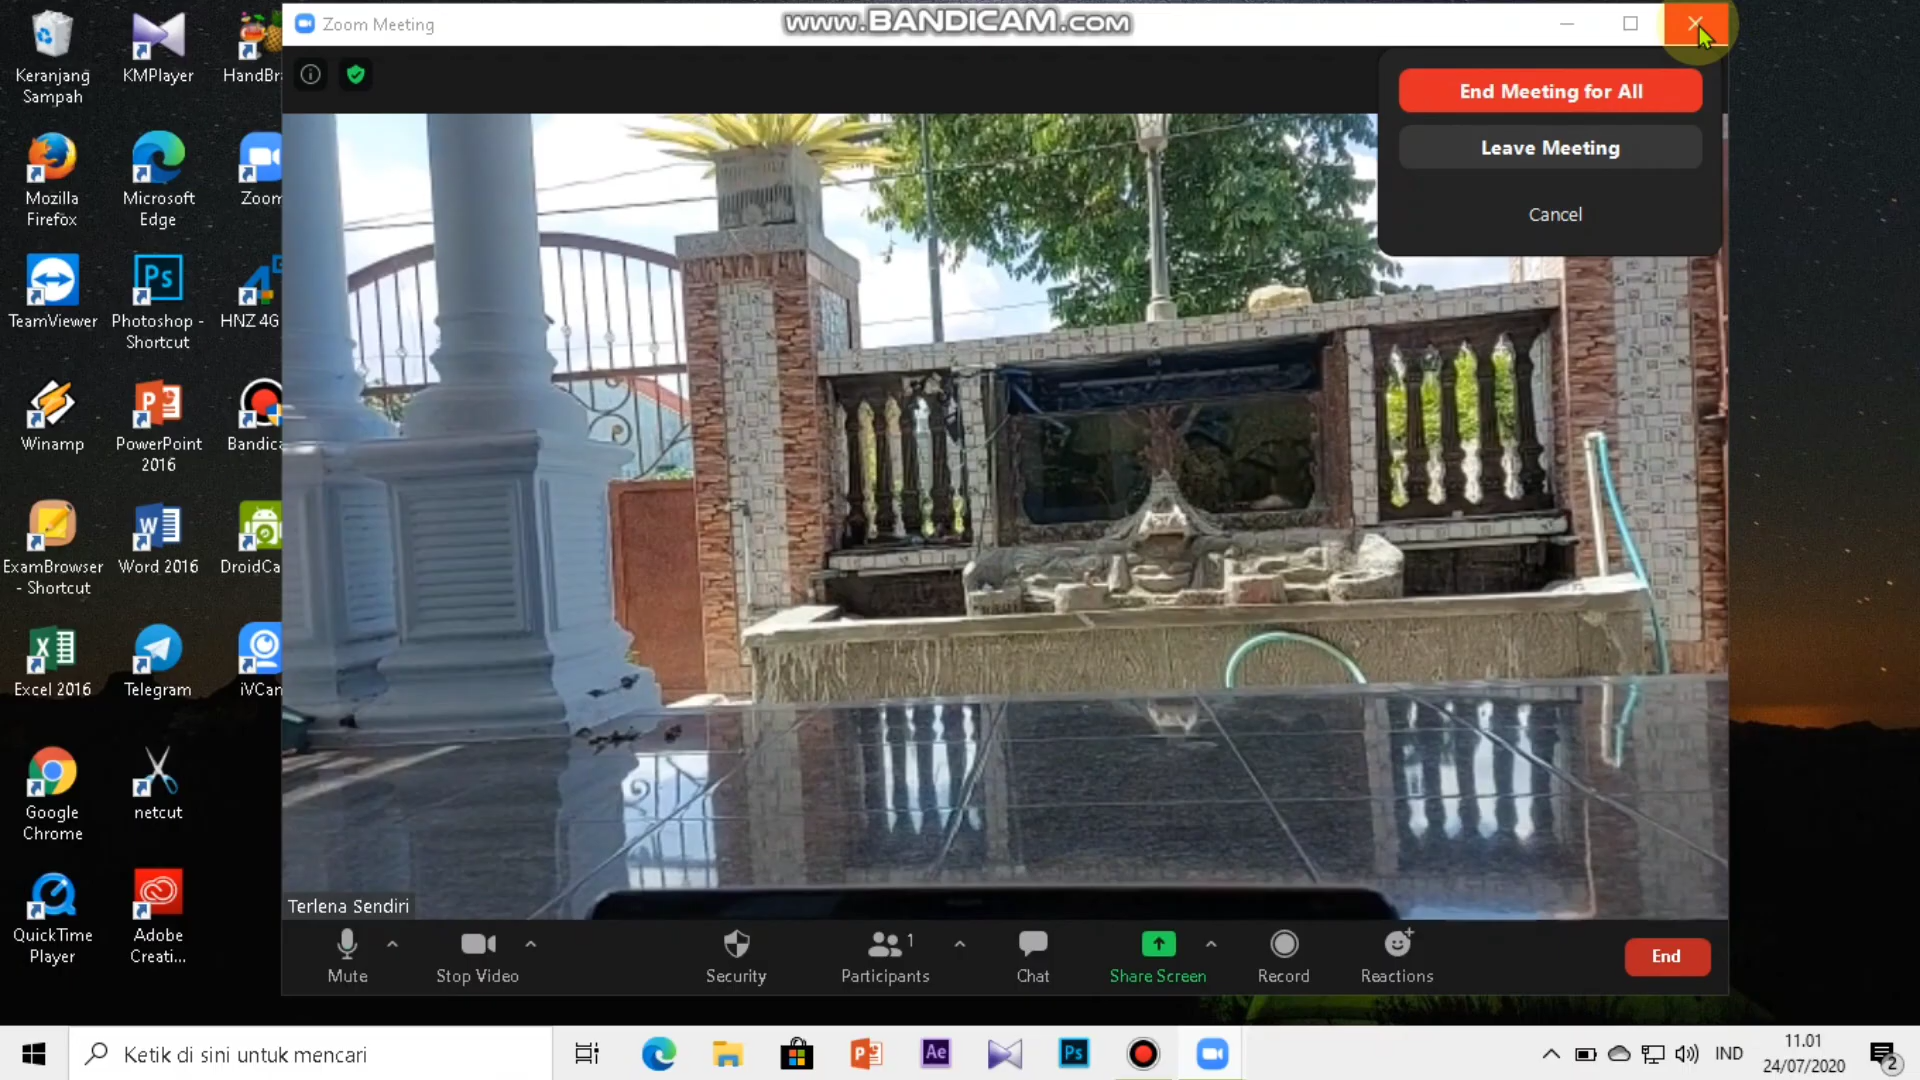 Zoom Meeting
www.BANDICAM.com
End Meeting for All
Leave Meeting
Cancel
Keranjang
Sampah
KMPlayer
HandBr
Mozilla
Firefox
Microsoft
Edge
Zoom
TeamViewer
Photoshop -
Shortcut
HNZ 4G
Winamp
PowerPoint
2016
Bandica
ExamBrowser
- Shortcut
Word 2016
DroidCa
Excel 2016
Telegram
iVCan
Google
Chrome
netcut
QuickTime
Player
Adobe
Creati...
Terlena Sendiri
Mute
Stop Video
Security
Participants
1
Chat
Share Screen
Record
Reactions
End
Ketik di sini untuk mencari
IND
11.01
24/07/2020
2